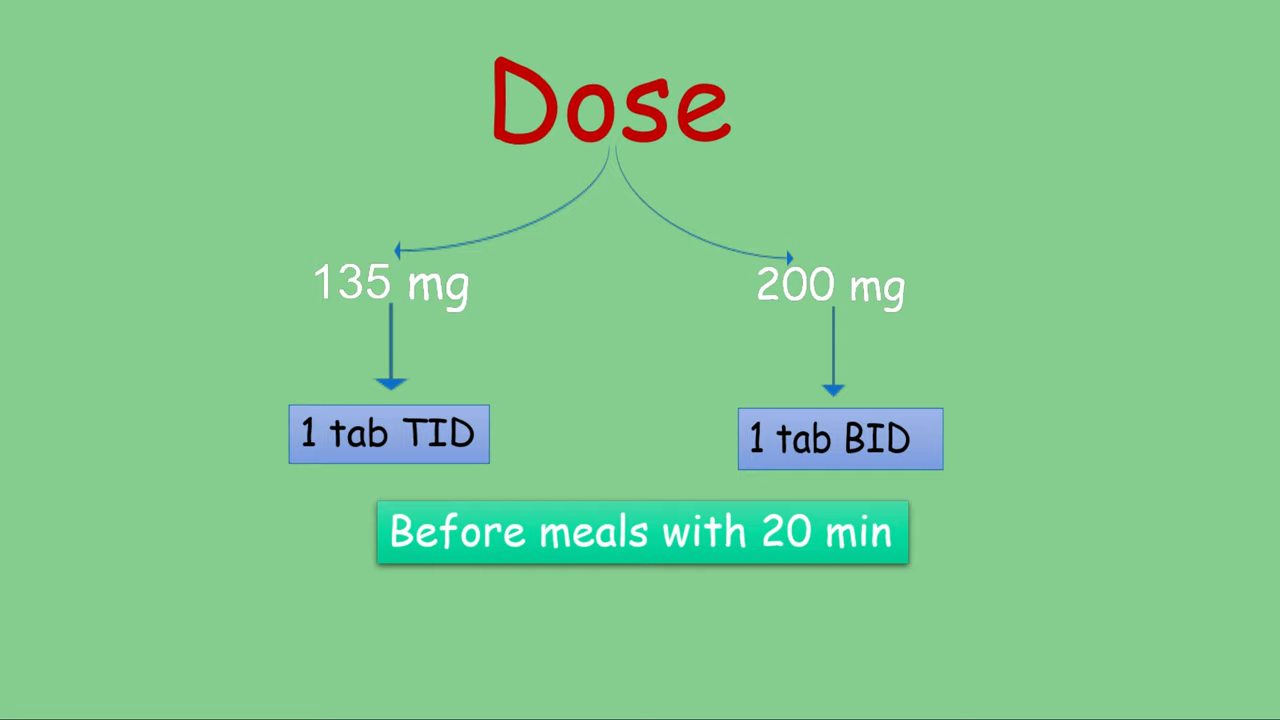 Dose
135 mg
200 mg
1 tab TID
1 tab BID
Before meals with 20 min